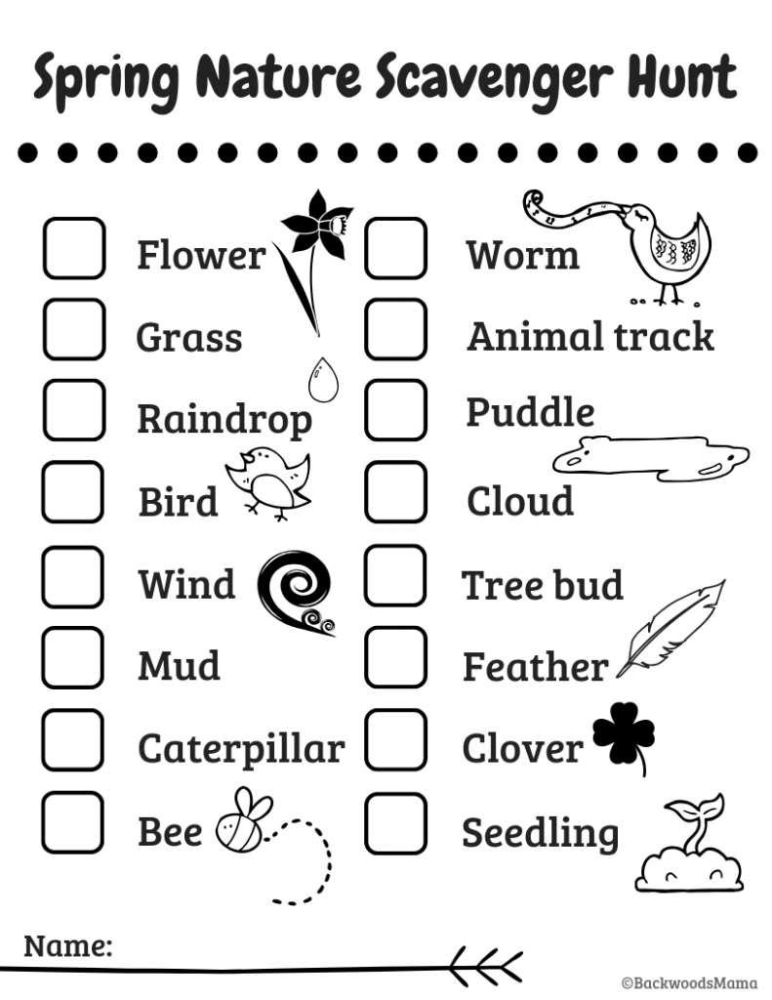 Spring Nature Scavenger Hunt
Flower
Grass
Raindrop
Bird
Wind
Mud
Caterpillar
Bee
Worm
Animal track
Puddle
Cloud
Tree bud
Feather
Clover
Seedling
Name:
©BackwoodsMama